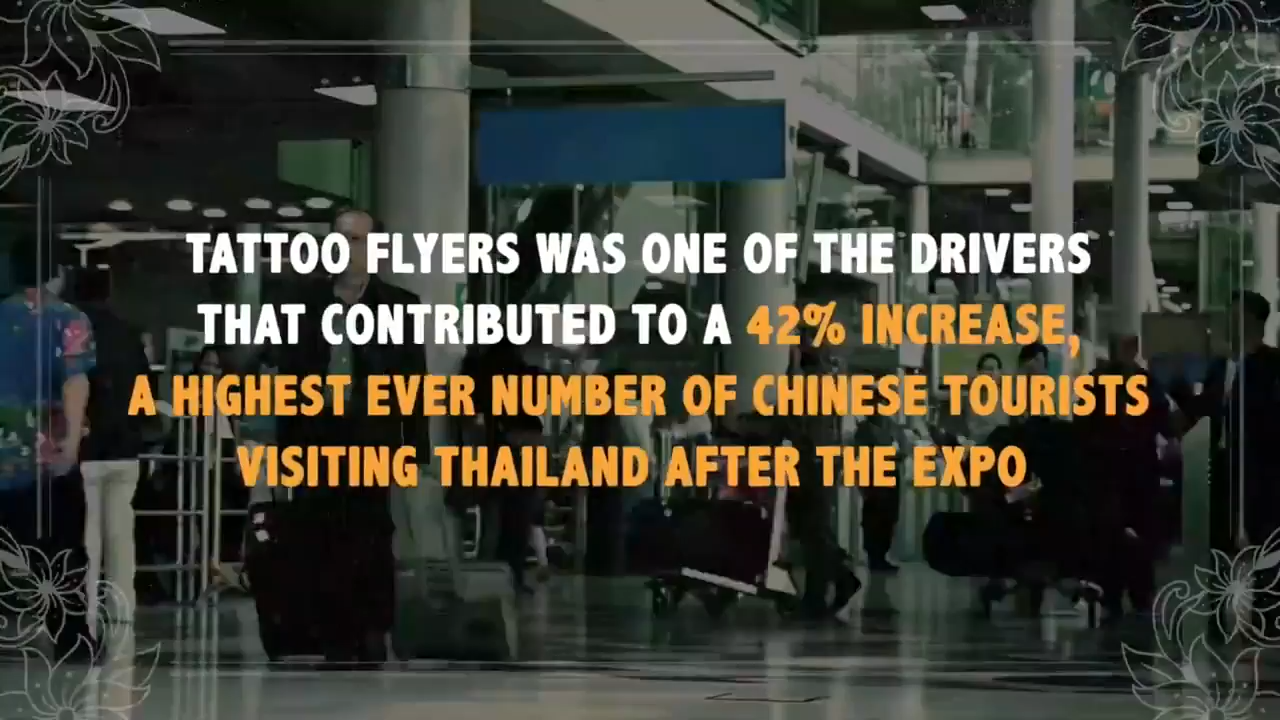 TATTOO FLYERS WAS ONE OF THE DRIVERS
THAT CONTRIBUTED TO A 42% INCREASE,
A HIGHEST EVER NUMBER OF CHINESE TOURISTS
VISITING THAILAND AFTER THE EXPO